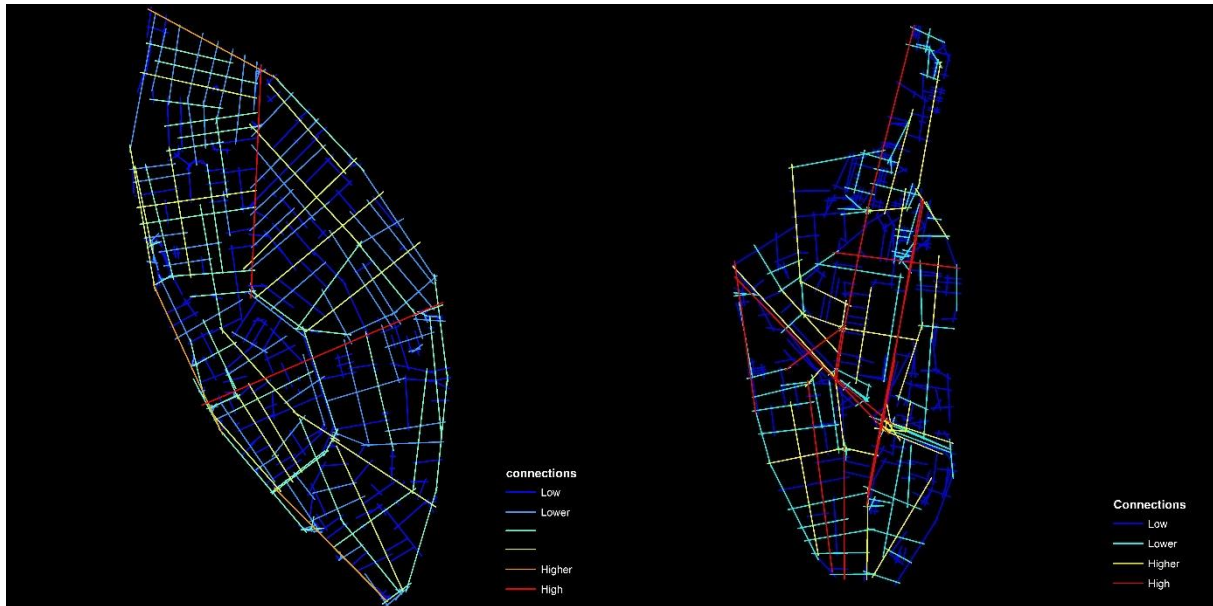 connections
Low
Lower
Higher
High
Connections
Low
Lower
Higher
High